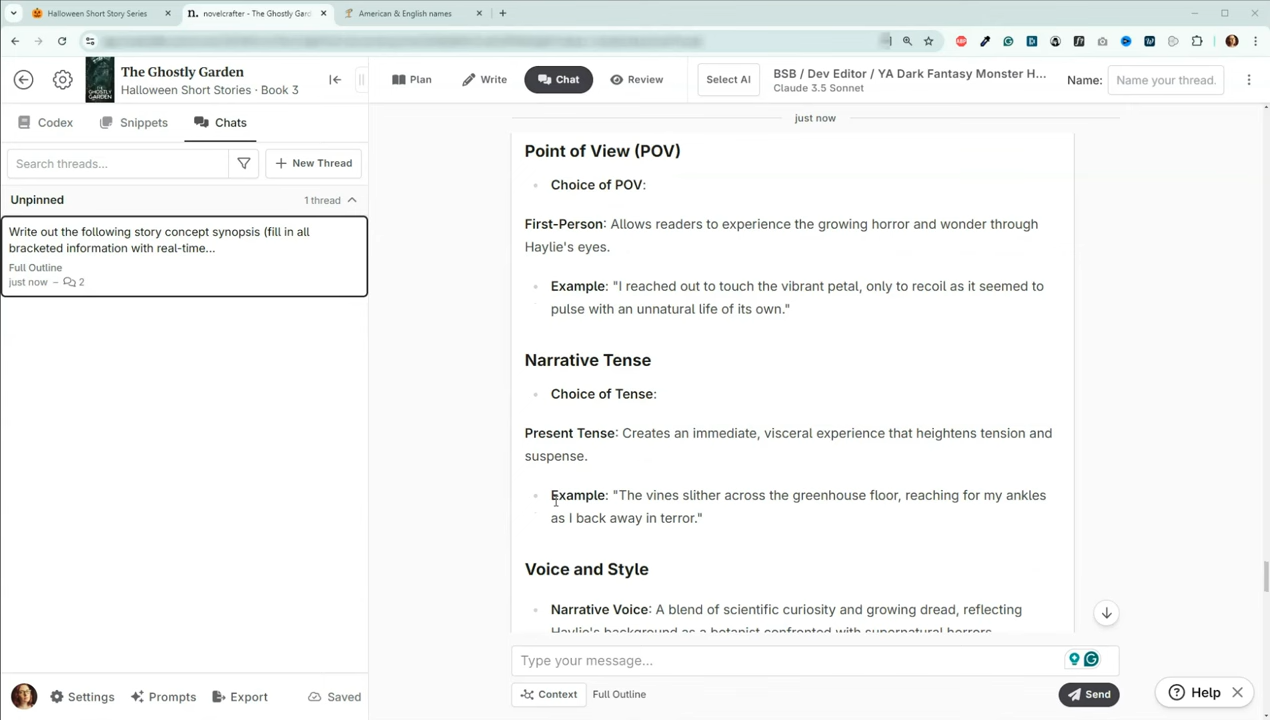 Halloween Short Story Series
novelcrafter - The Ghostly Gard
American & English names
The Ghostly Garden
Halloween Short Stories · Book 3
Plan
Write
Chat
Review
Select AI
BSB / Dev Editor / YA Dark Fantasy Monster H...
Claude 3.5 Sonnet
Name:
Name your thread.
Codex
Snippets
Chats
Search threads...
New Thread
Unpinned
1 thread
Write out the following story concept synopsis (fill in all
bracketed information with real-time...
Full Outline
just now – 2
just now
Point of View (POV)
Choice of POV:
First-Person: Allows readers to experience the growing horror and wonder through
Haylie's eyes.
Example: "I reached out to touch the vibrant petal, only to recoil as it seemed to
pulse with an unnatural life of its own."
Narrative Tense
Choice of Tense:
Present Tense: Creates an immediate, visceral experience that heightens tension and
suspense.
Example: "The vines slither across the greenhouse floor, reaching for my ankles
as I back away in terror."
Voice and Style
Narrative Voice: A blend of scientific curiosity and growing dread, reflecting
Haylie's background as a botanist confronted with supernatural horrors.
Type your message...
Context
Full Outline
Send
Settings
Prompts
Export
Saved
Help